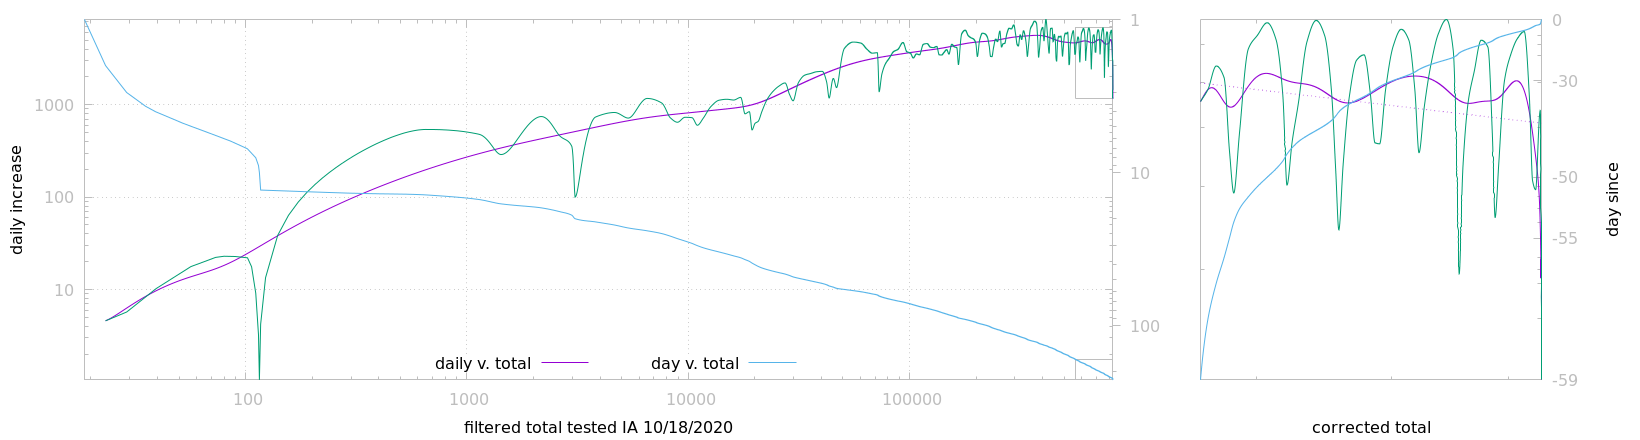 daily increase
1000
100
10
daily v. total
day v. total
100
1000
10000
100000
filtered total tested IA 10/18/2020
1
10
100
0
-30
-50
-55
-59
day since
corrected total